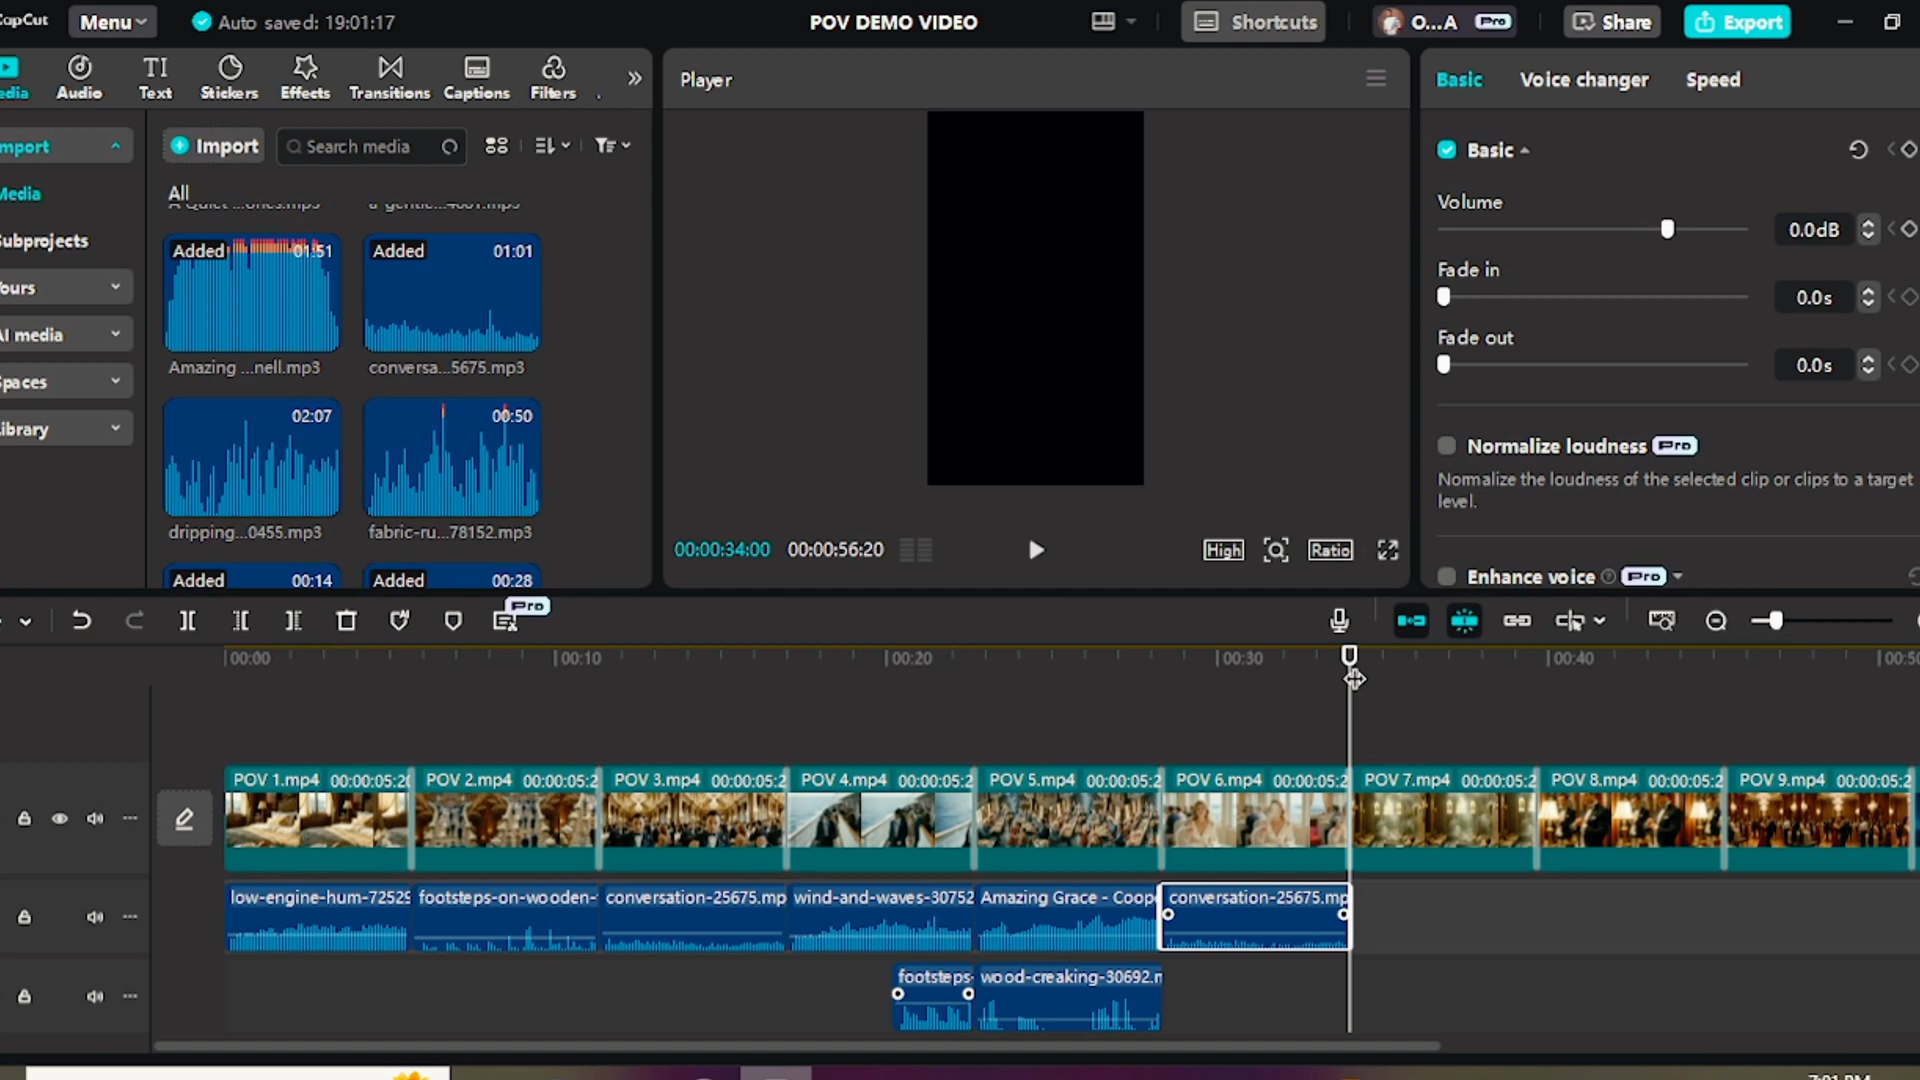 CapCut
Menu
Auto saved: 19:01:17
POV DEMO VIDEO
Shortcuts
O...A
Pro
Share
Export
edia
Audio
Text
Stickers
Effects
Transitions
Captions
Filters
Player
Basic
Voice changer
Speed
mport
Import
Search media
Media
All
ubprojects
ours
AI media
paces
ibrary
Added 01:51
Added 01:01
Amazing ...nell.mp3
conversa...5675.mp3
02:07
00:50
dripping...0455.mp3
fabric-ru...78152.mp3
Added 00:14
Added 00:28
00:00:34:00
00:00:56:20
High
Ratio
Basic
Volume
0.0dB
Fade in
0.0s
Fade out
0.0s
Normalize loudness Pro
Normalize the loudness of the selected clip or clips to a target
level.
Enhance voice Pro
Pro
00:00
00:10
00:20
00:30
00:40
00:50
POV 1.mp4 00:00:05:20
POV 2.mp4 00:00:05:2
POV 3.mp4 00:00:05:2
POV 4.mp4 00:00:05:2
POV 5.mp4 00:00:05:2
POV 6.mp4 00:00:05:2
POV 7.mp4 00:00:05:2
POV 8.mp4 00:00:05:2
POV 9.mp4 00:00:05:2
low-engine-hum-72529
footsteps-on-wooden-
conversation-25675.mp
wind-and-waves-30752
Amazing Grace - Coope
conversation-25675.mp
footsteps-
wood-creaking-30692.m
7:01 PM